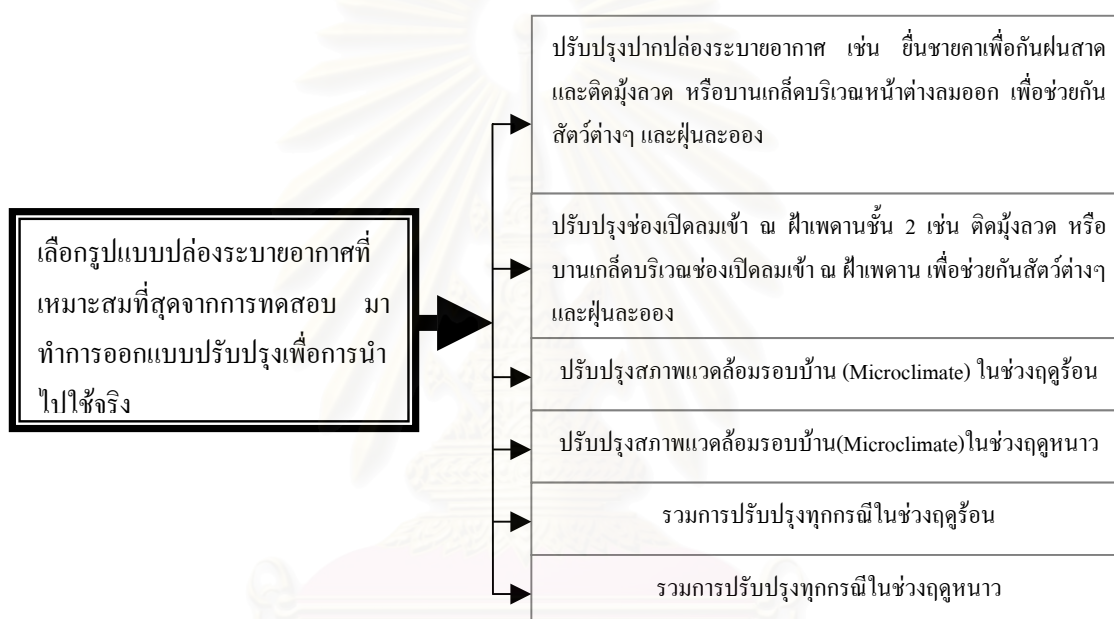 เลือกรูปแบบปล่องระบายอากาศที่
เหมาะสมที่สุดจากการทดสอบ มา
ทำการออกแบบปรับปรุงเพื่อการนำ
ไปใช้จริง
ปรับปรุงปากปล่องระบายอากาศ เช่น ยื่นชายคาเพื่อกันฝนสาด
และติดมุ้งลวด หรือบานเกล็ดบริเวณหน้าต่างลมออก เพื่อช่วยกัน
สัตว์ต่างๆ และฝุ่นละออง
ปรับปรุงช่องเปิดลมเข้า ณ ฝ้าเพดานชั้น 2 เช่น ติดมุ้งลวด หรือ
บานเกล็ดบริเวณช่องเปิดลมเข้า ณ ฝ้าเพดาน เพื่อช่วยกันสัตว์ต่างๆ
และฝุ่นละออง
ปรับปรุงสภาพแวดล้อมรอบบ้าน (Microclimate) ในช่วงฤดูร้อน
ปรับปรุงสภาพแวดล้อมรอบบ้าน(Microclimate)ในช่วงฤดูหนาว
รวมการปรับปรุงทุกกรณีในช่วงฤดูร้อน
รวมการปรับปรุงทุกกรณีในช่วงฤดูหนาว